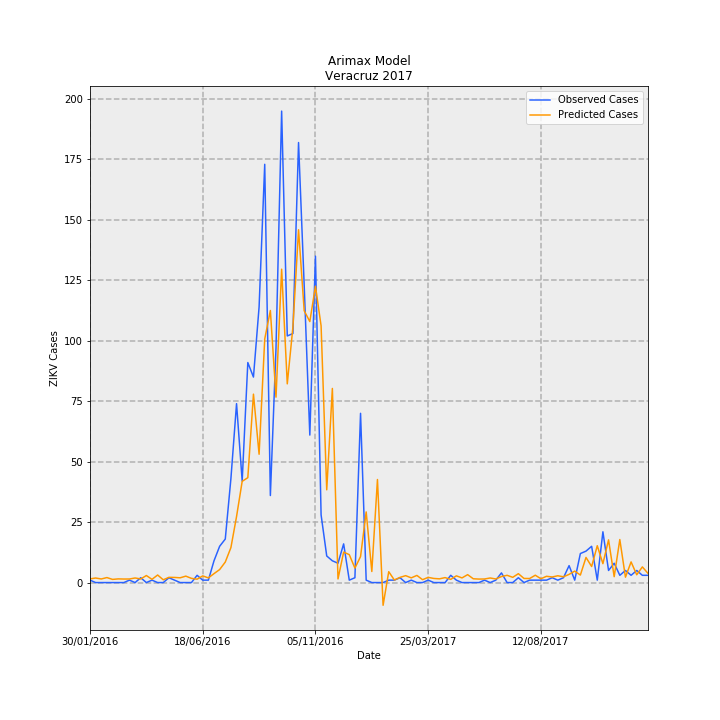 Arimax Model
Veracruz 2017
Observed Cases
Predicted Cases
200
175
150
125
100
75
50
25
0
ZIKV Cases
30/01/2016
18/06/2016
05/11/2016
25/03/2017
12/08/2017
Date